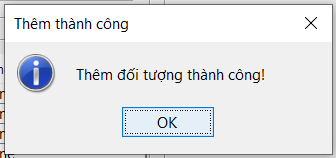 Thêm thành công
Thêm đối tượng thành công!
OK